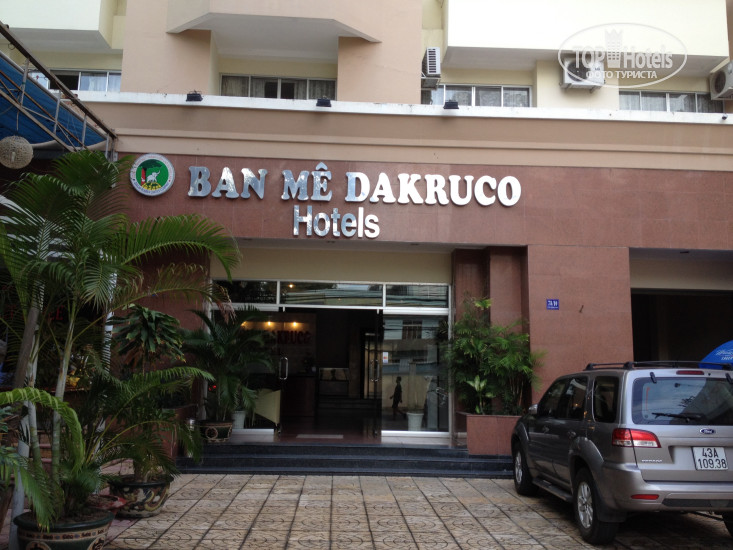 TOP Hotels
ФОТО ТУРИСТА
BAN MÊ DAKRUCO
Hotels
43A
109.38